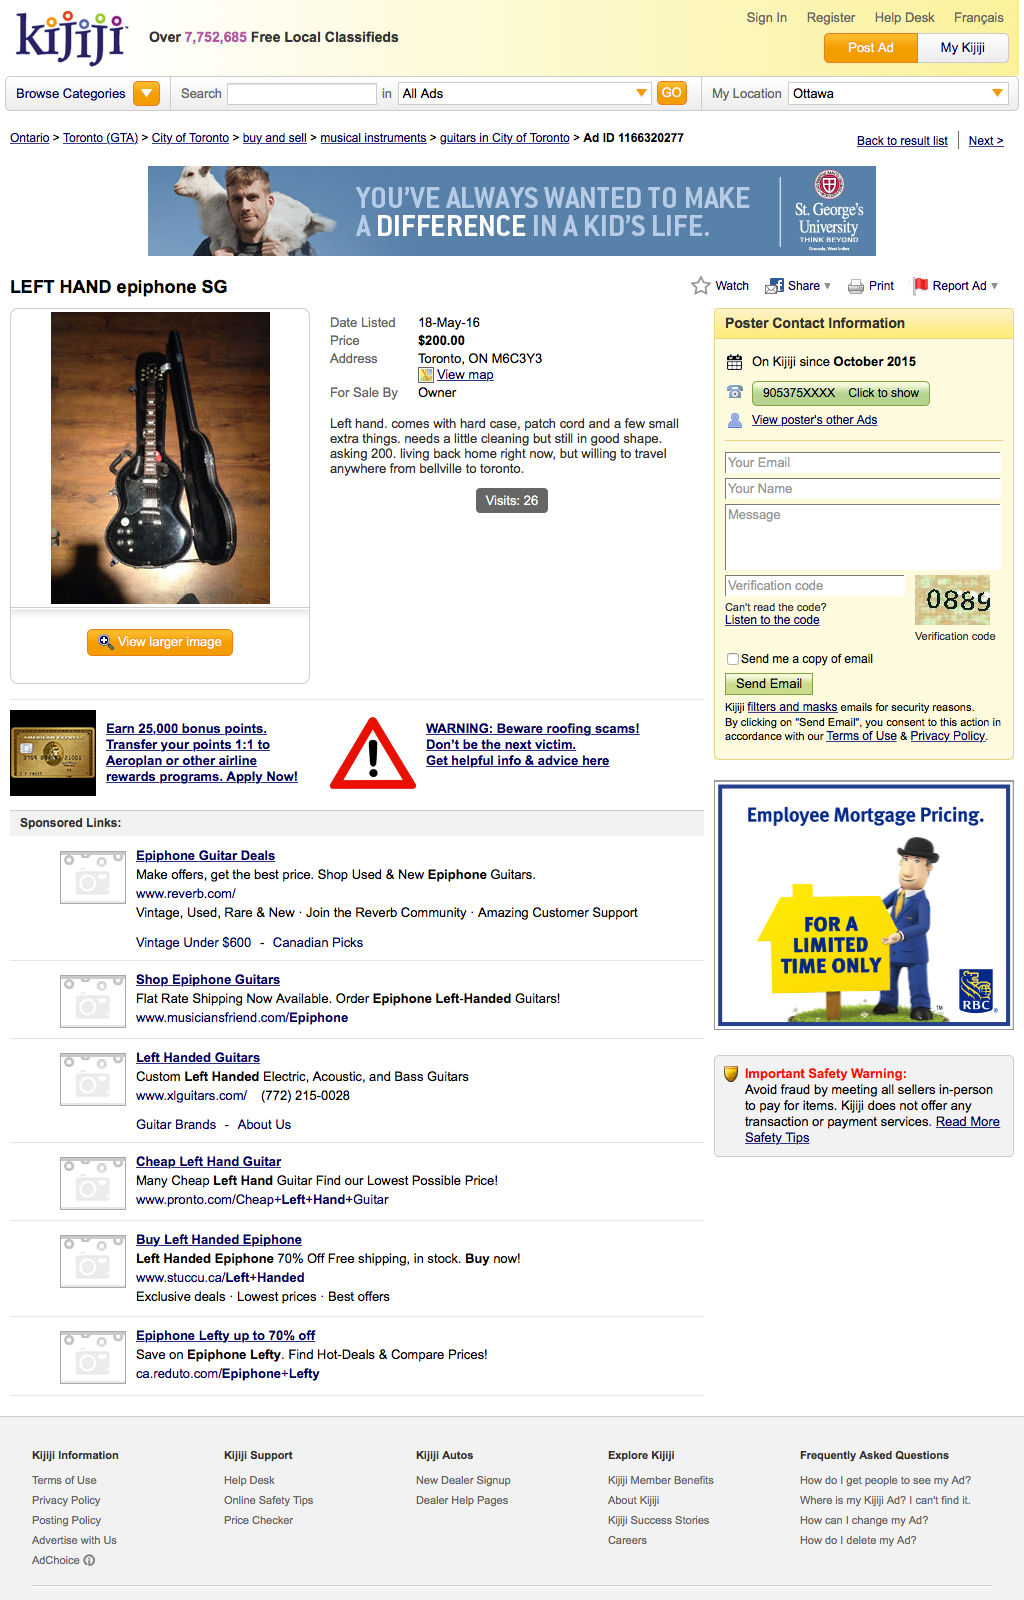 Sign In Register Help Desk Français
kijiji™ Over 7,752,685 Free Local Classifieds
Post Ad My Kijiji
Browse Categories Search in All Ads GO My Location Ottawa
Ontario > Toronto (GTA) > City of Toronto > buy and sell > musical instruments > guitars in City of Toronto > Ad ID 1166320277
Back to result list Next >
YOU'VE ALWAYS WANTED TO MAKE
A DIFFERENCE IN A KID'S LIFE.
St. George's
University
THINK BEYOND
Grenada, West Indies
LEFT HAND epiphone SG
Watch Share Print Report Ad
Date Listed 18-May-16
Price $200.00
Address Toronto, ON M6C3Y3
View map
For Sale By Owner
Left hand. comes with hard case, patch cord and a few small
extra things. needs a little cleaning but still in good shape.
asking 200. living back home right now, but willing to travel
anywhere from bellville to toronto.
Visits: 26
View larger image
Poster Contact Information
On Kijiji since October 2015
905375XXXX Click to show
View poster's other Ads
Your Email
Your Name
Message
Verification code
0889
Can't read the code?
Listen to the code
Verification code
Send me a copy of email
Send Email
Kijiji filters and masks emails for security reasons.
By clicking on "Send Email", you consent to this action in
accordance with our Terms of Use & Privacy Policy.
AMERICAN EXPRESS
Earn 25,000 bonus points.
Transfer your points 1:1 to
Aeroplan or other airline
rewards programs. Apply Now!
WARNING: Beware roofing scams!
Don't be the next victim.
Get helpful info & advice here
Employee Mortgage Pricing.
FOR A
LIMITED
TIME ONLY
™
RBC®
Important Safety Warning:
Avoid fraud by meeting all sellers in-person
to pay for items. Kijiji does not offer any
transaction or payment services. Read More
Safety Tips
Sponsored Links:
Epiphone Guitar Deals
Make offers, get the best price. Shop Used & New Epiphone Guitars.
www.reverb.com/
Vintage, Used, Rare & New · Join the Reverb Community · Amazing Customer Support
Vintage Under $600 - Canadian Picks
Shop Epiphone Guitars
Flat Rate Shipping Now Available. Order Epiphone Left-Handed Guitars!
www.musiciansfriend.com/Epiphone
Left Handed Guitars
Custom Left Handed Electric, Acoustic, and Bass Guitars
www.xlguitars.com/ (772) 215-0028
Guitar Brands - About Us
Cheap Left Hand Guitar
Many Cheap Left Hand Guitar Find our Lowest Possible Price!
www.pronto.com/Cheap+Left+Hand+Guitar
Buy Left Handed Epiphone
Left Handed Epiphone 70% Off Free shipping, in stock. Buy now!
www.stuccu.ca/Left+Handed
Exclusive deals · Lowest prices · Best offers
Epiphone Lefty up to 70% off
Save on Epiphone Lefty. Find Hot-Deals & Compare Prices!
ca.reduto.com/Epiphone+Lefty
Kijiji Information
Terms of Use
Privacy Policy
Posting Policy
Advertise with Us
AdChoice
Kijiji Support
Help Desk
Online Safety Tips
Price Checker
Kijiji Autos
New Dealer Signup
Dealer Help Pages
Explore Kijiji
Kijiji Member Benefits
About Kijiji
Kijiji Success Stories
Careers
Frequently Asked Questions
How do I get people to see my Ad?
Where is my Kijiji Ad? I can't find it.
How can I change my Ad?
How do I delete my Ad?